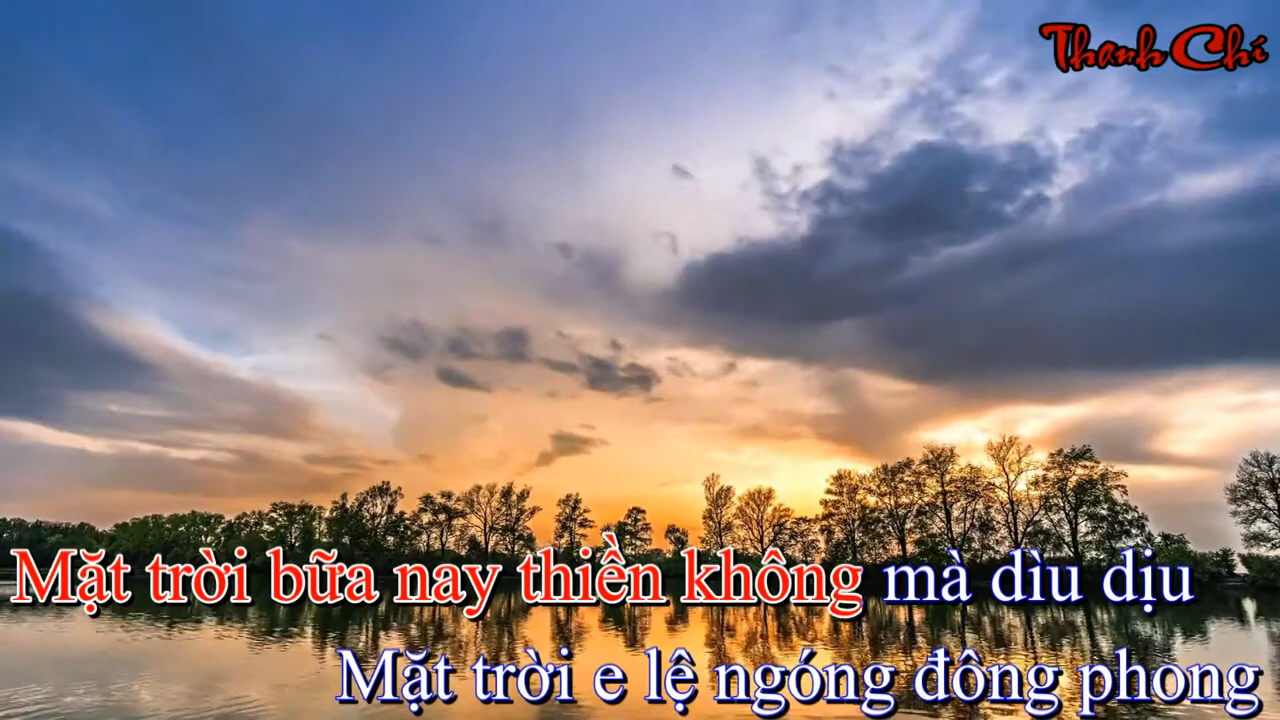 Thanh Chí
Mặt trời bữa nay thiền không mà dìu dịu
Mặt trời e lệ ngóng đông phong